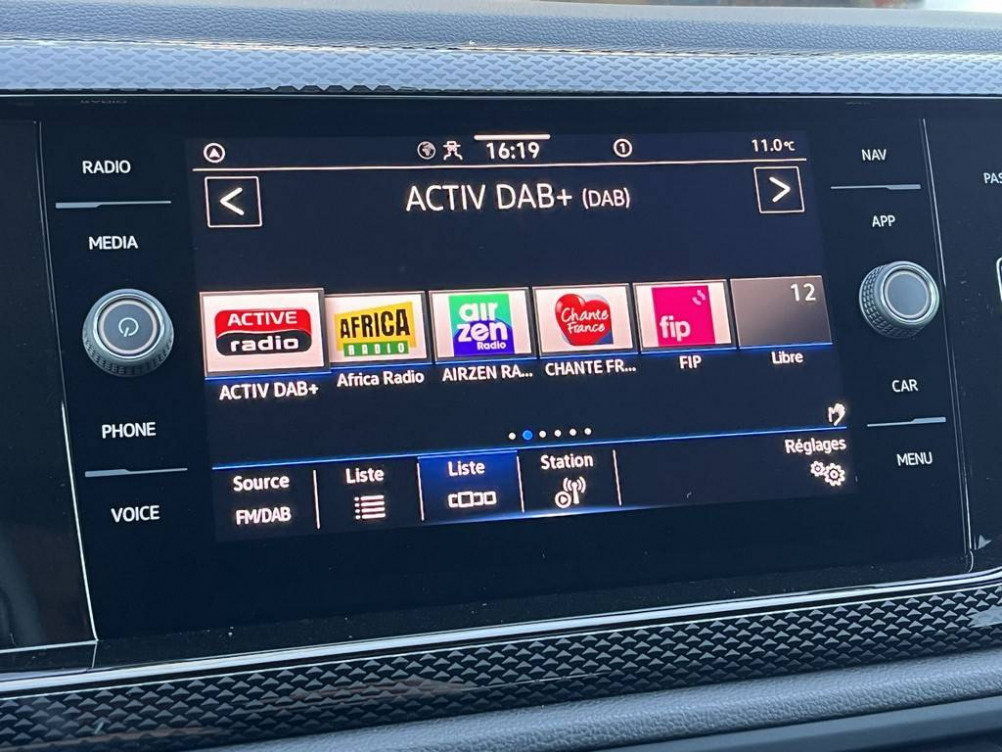 RADIO
MEDIA
PHONE
VOICE
1
16:19
11.0°C
<
ACTIV DAB+ (DAB)
>
ACTIVE
radio
AFRICA
RADIO
air
zen
Radio
Chante
France
fip
12
ACTIV DAB+
Africa Radio
AIRZEN RA...
CHANTE FR...
FIP
Libre
Source
FM/DAB
Liste
Liste
Station
Réglages
NAV
APP
CAR
MENU
PAS